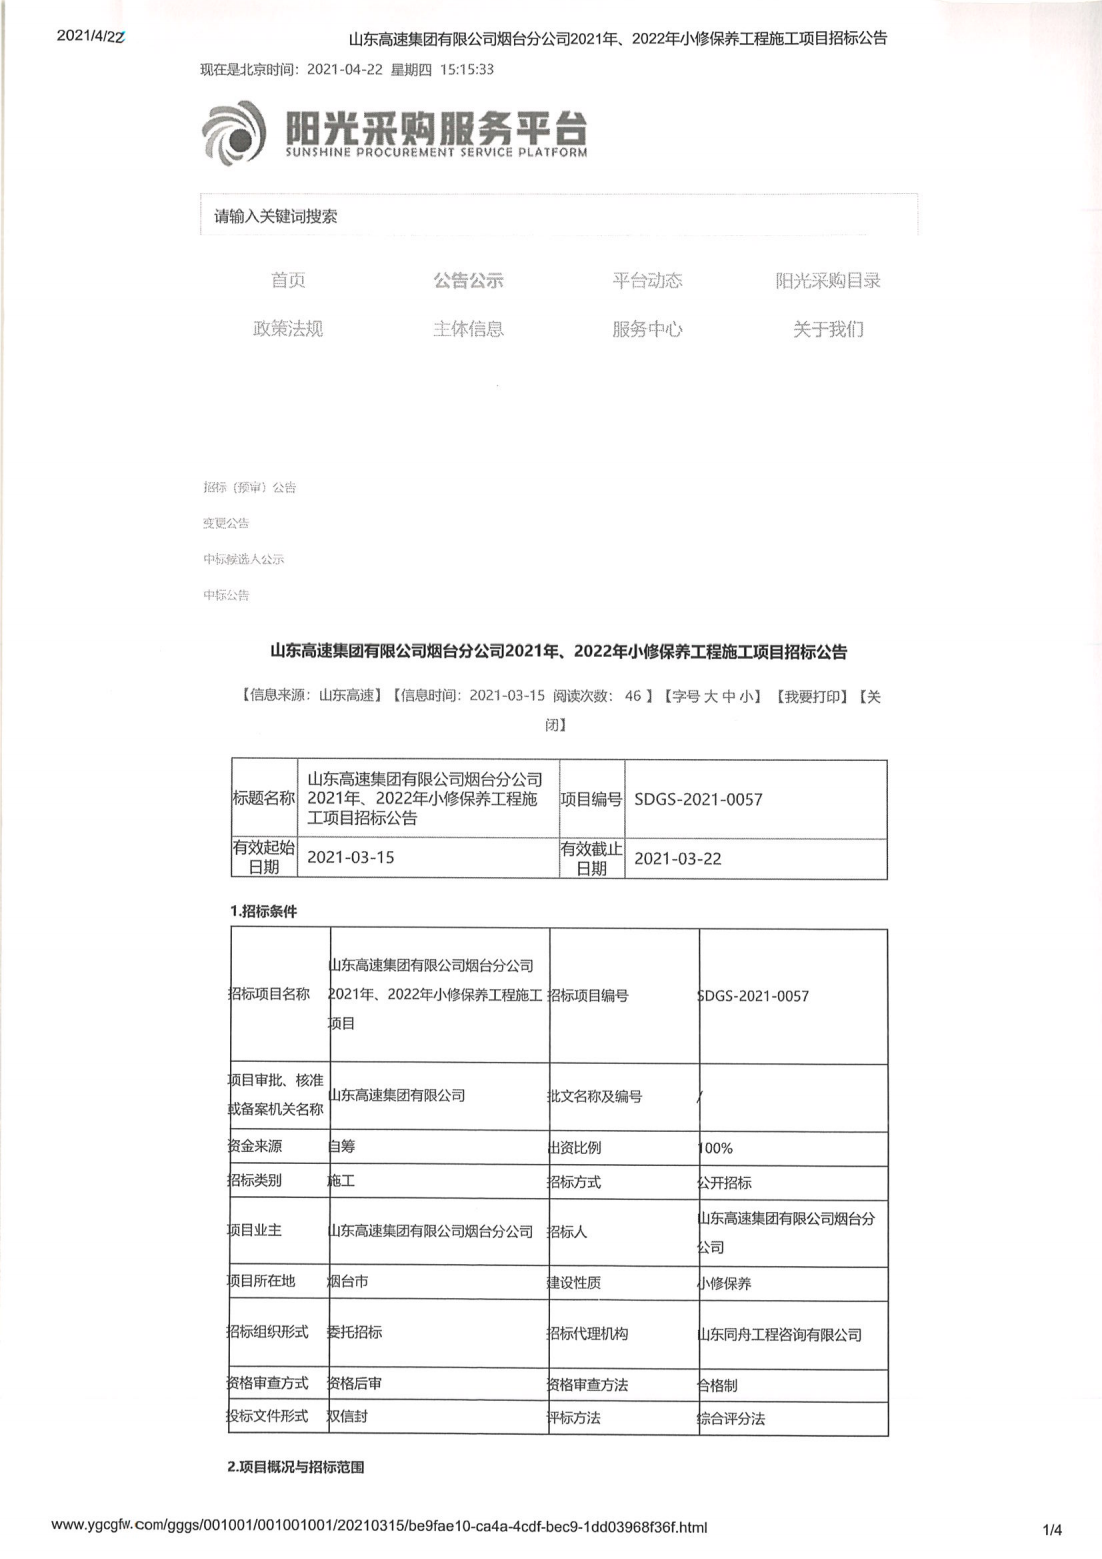 2021/4/22
山东高速集团有限公司烟台分公司2021年、2022年小修保养工程施工项目招标公告
现在是北京时间：2021-04-22 星期四 15:15:33
阳光采购服务平台
SUNSHINE PROCUREMENT SERVICE PLATFORM
请输入关键词搜索
首页 公告公示 平台动态 阳光采购目录
政策法规 主体信息 服务中心 关于我们
招标（预审）公告
变更公告
中标候选人公示
中标公告
山东高速集团有限公司烟台分公司2021年、2022年小修保养工程施工项目招标公告
【信息来源：山东高速】【信息时间：2021-03-15 阅读次数： 46 】【字号 大 中 小】 【我要打印】【关
闭】
标题名称 山东高速集团有限公司烟台分公司
2021年、2022年小修保养工程施
工项目招标公告
项目编号 SDGS-2021-0057
有效起始
日期
2021-03-15
有效截止
日期
2021-03-22
1.招标条件
招标项目名称
山东高速集团有限公司烟台分公司
2021年、2022年小修保养工程施工
项目
招标项目编号 SDGS-2021-0057
项目审批、核准
或备案机关名称
山东高速集团有限公司 批文名称及编号 /
资金来源 自筹 出资比例 100%
招标类别 施工 招标方式 公开招标
项目业主 山东高速集团有限公司烟台分公司 招标人
山东高速集团有限公司烟台分
公司
项目所在地 烟台市 建设性质 小修保养
招标组织形式 委托招标 招标代理机构 山东同舟工程咨询有限公司
资格审查方式 资格后审 资格审查方法 合格制
投标文件形式 双信封 评标方法 综合评分法
2.项目概况与招标范围
www.ygcgfw.com/gggs/001001/001001001/20210315/be9fae10-ca4a-4cdf-bec9-1dd03968f36f.html
1/4